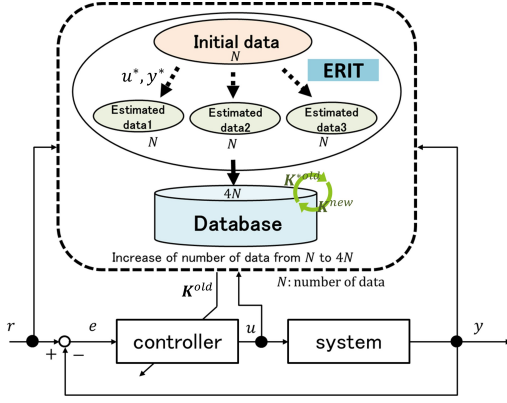 Initial data
N
u*, y*
ERIT
Estimated data1
Estimated data2
Estimated data3
N
N
N
4N
K*old
K^new
Database
Increase of number of data from N to 4N
K^old
N: number of data
r
e
u
y
+
−
controller
system